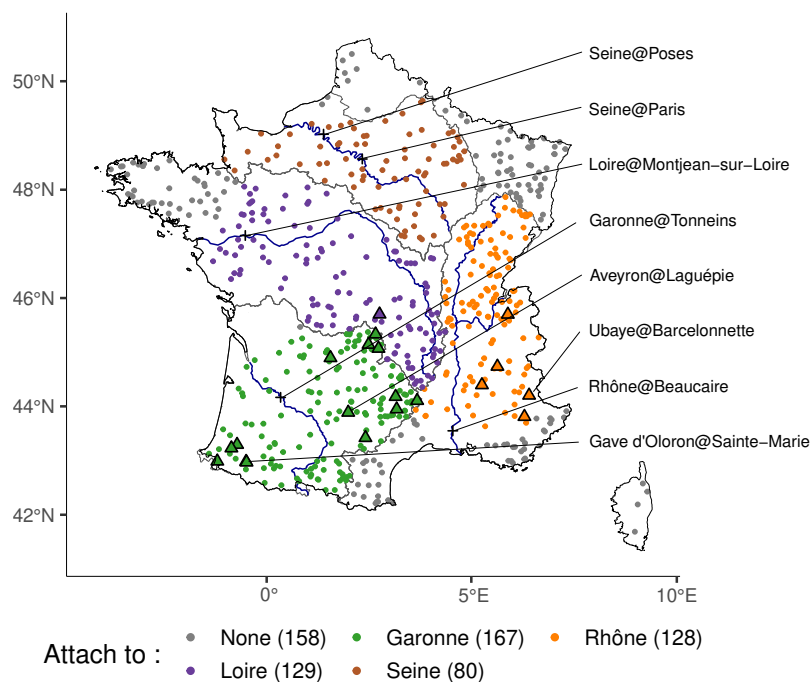 50°N
48°N
46°N
44°N
42°N
Seine@Poses
Seine@Paris
Loire@Montjean−sur−Loire
Garonne@Tonneins
Aveyron@Laguépie
Ubaye@Barcelonnette
Rhône@Beaucaire
Gave d'Oloron@Sainte−Marie
0°
5°E
10°E
Attach to :
None (158)
Garonne (167)
Rhône (128)
Loire (129)
Seine (80)